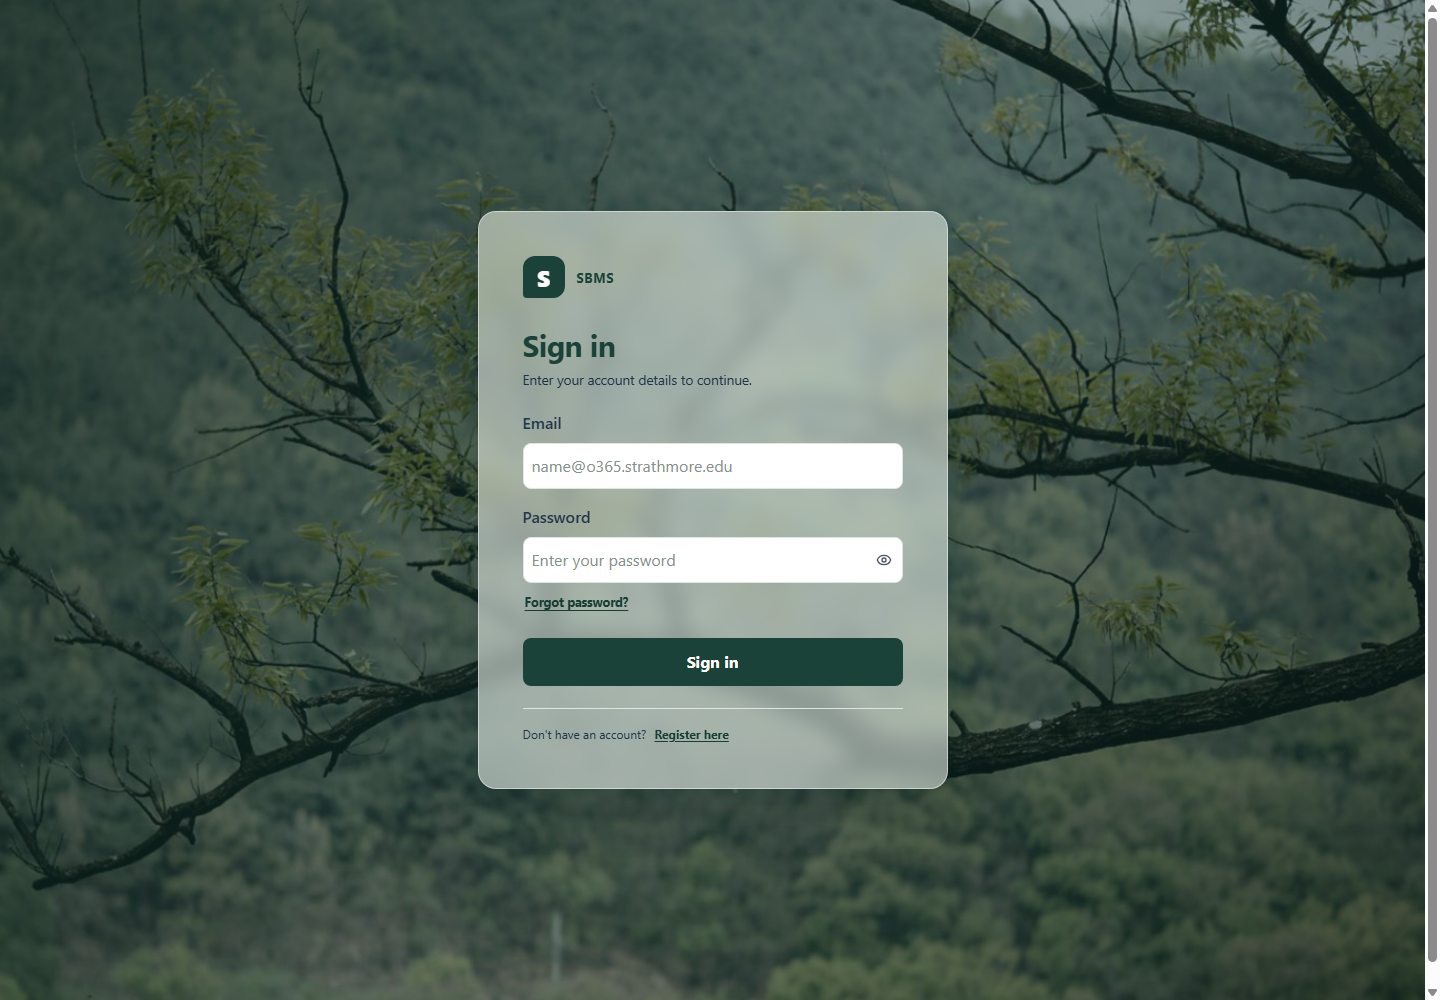 S
SBMS
Sign in
Enter your account details to continue.
Email
name@o365.strathmore.edu
Password
Enter your password
Forgot password?
Sign in
Don't have an account? Register here